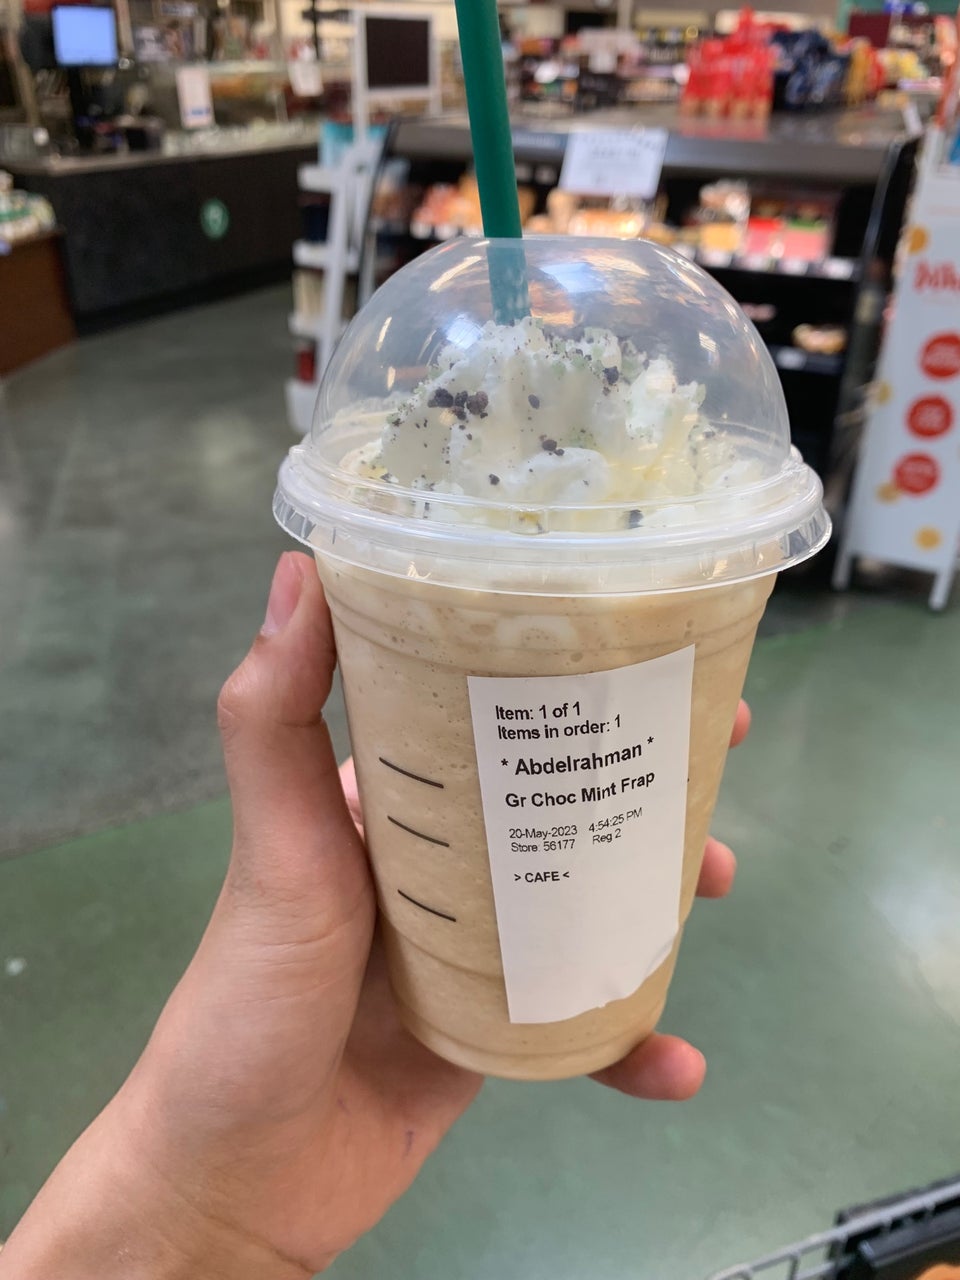 Item: 1 of 1
Items in order: 1
* Abdelrahman *
Gr Choc Mint Frap
20-May-2023 4:54:25 PM
Store: 56177 Reg 2
> CAFE <